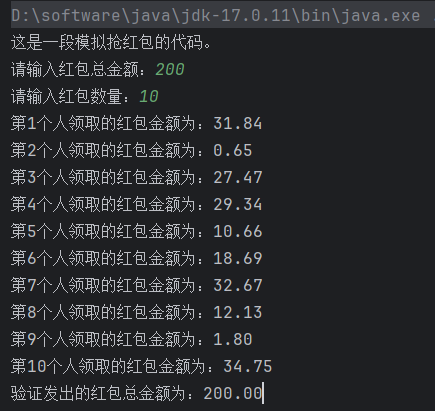 D:\software\java\jdk-17.0.11\bin\java.exe
这是一段模拟抢红包的代码。
请输入红包总金额：200
请输入红包数量：10
第1个人领取的红包金额为：31.84
第2个人领取的红包金额为：0.65
第3个人领取的红包金额为：27.47
第4个人领取的红包金额为：29.34
第5个人领取的红包金额为：10.66
第6个人领取的红包金额为：18.69
第7个人领取的红包金额为：32.67
第8个人领取的红包金额为：12.13
第9个人领取的红包金额为：1.80
第10个人领取的红包金额为：34.75
验证发出的红包总金额为：200.00